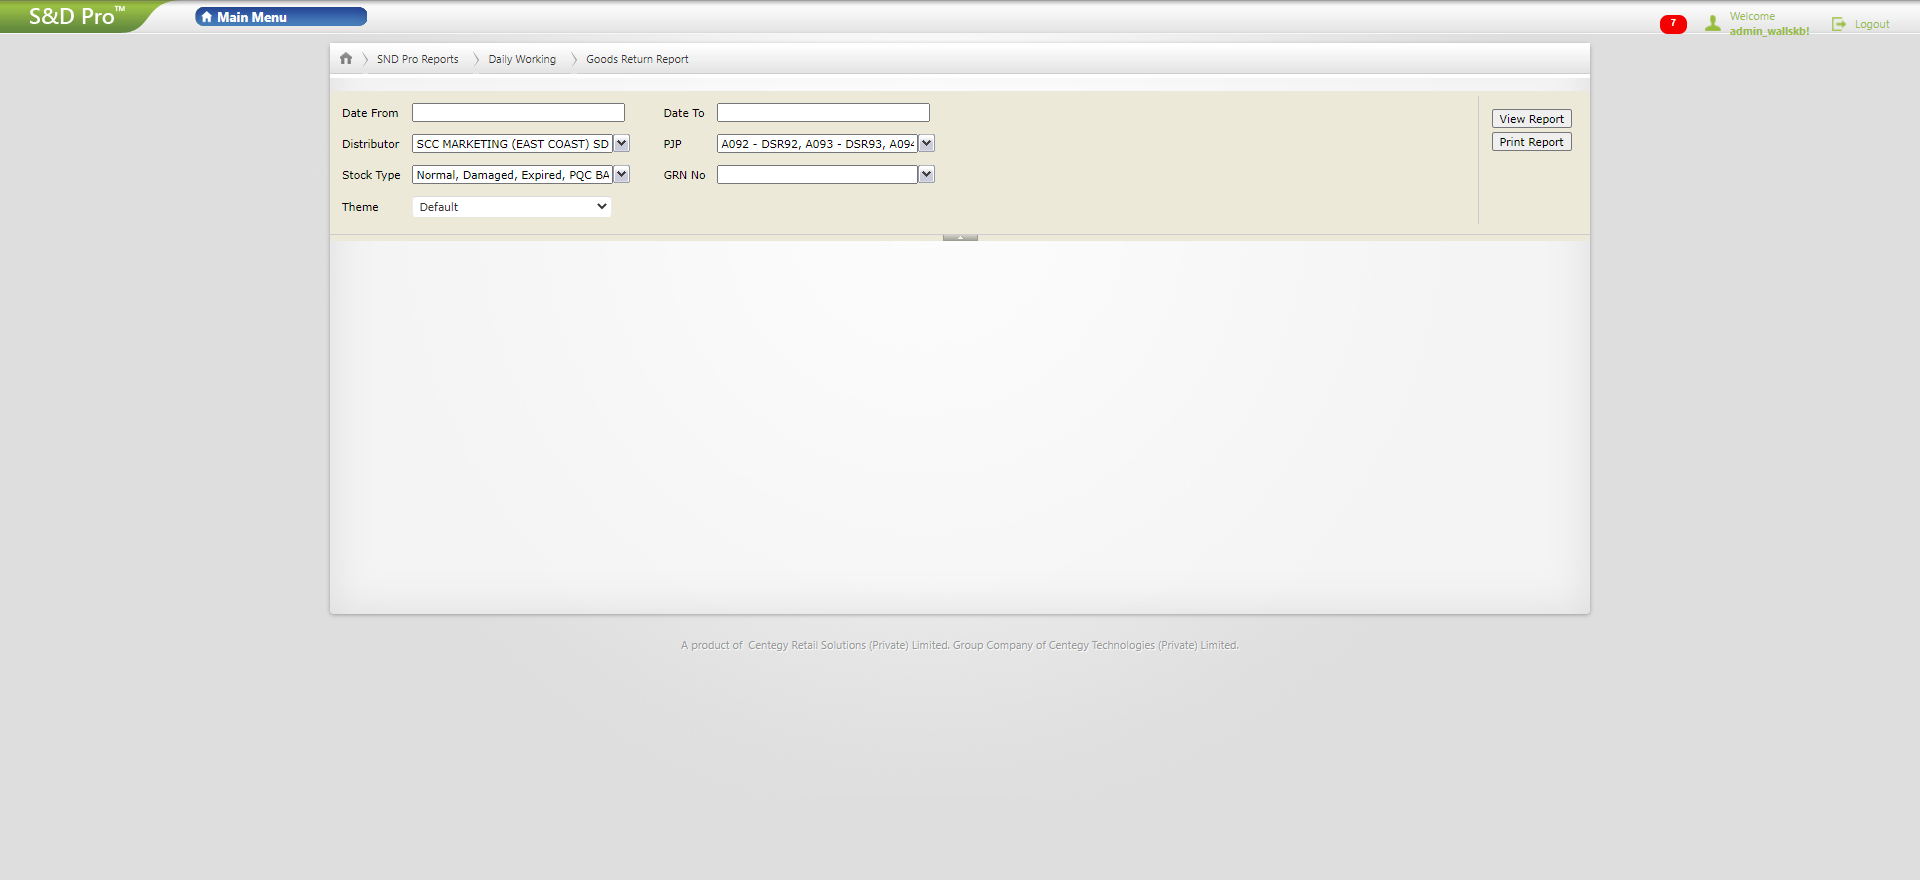 S&D Pro™
Main Menu
7
Welcome
admin_wallskb!
Logout
SND Pro Reports
Daily Working
Goods Return Report
Date From
Date To
View Report
Distributor
SCC MARKETING (EAST COAST) SD
PJP
A092 - DSR92, A093 - DSR93, A094
Print Report
Stock Type
Normal, Damaged, Expired, PQC BA
GRN No
Theme
Default
A product of Centegy Retail Solutions (Private) Limited. Group Company of Centegy Technologies (Private) Limited.